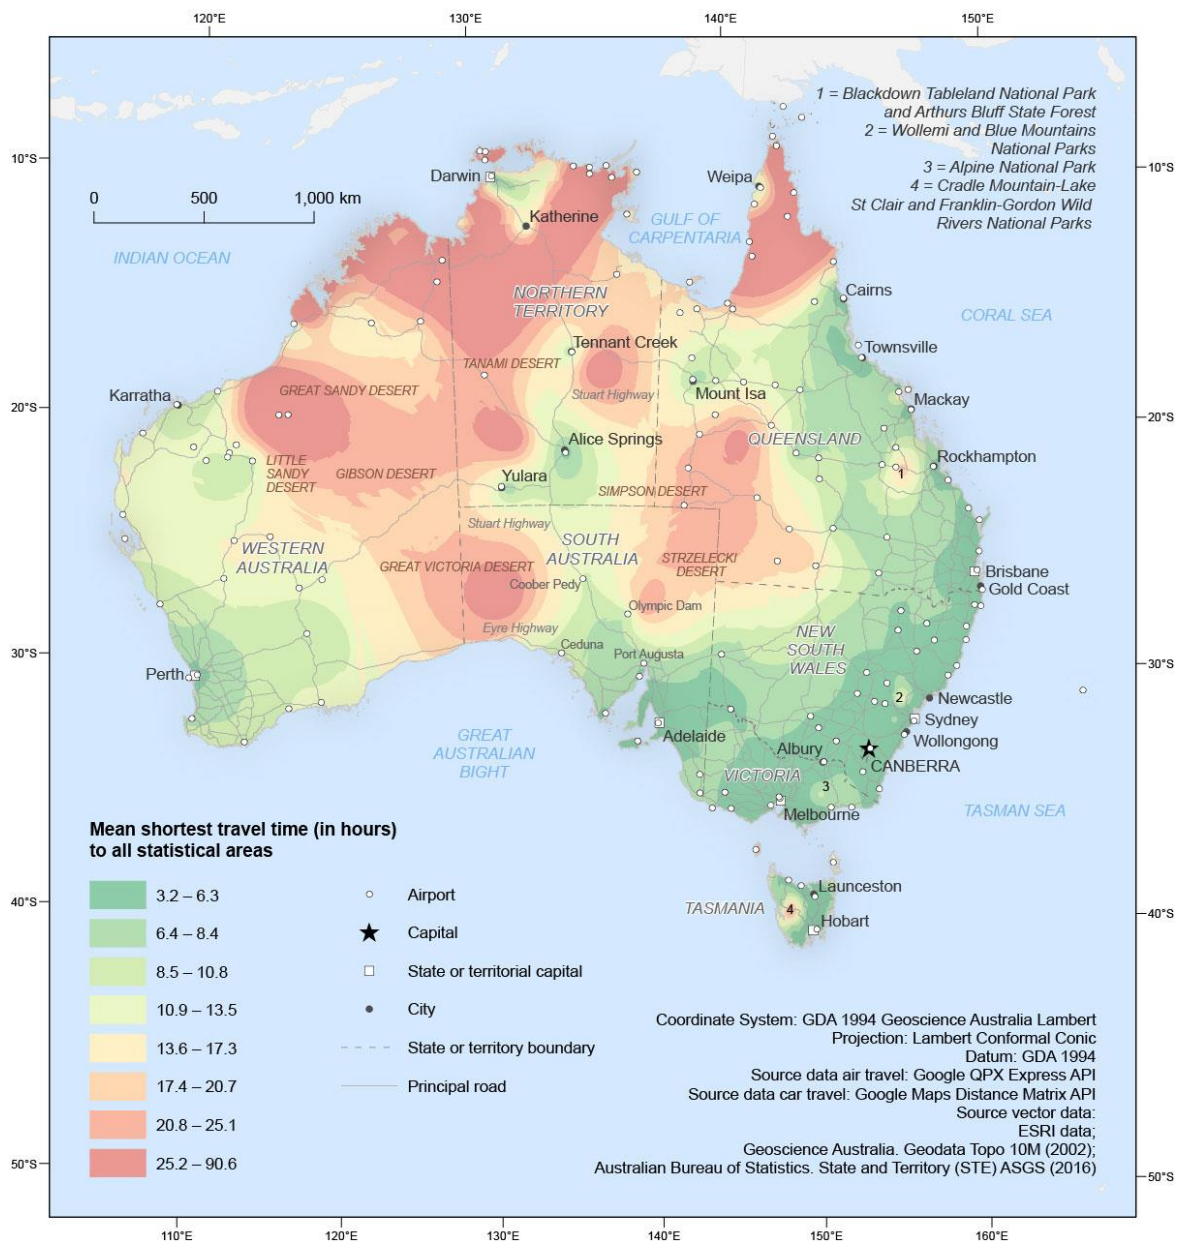 120°E
130°E
140°E
150°E
1 = Blackdown Tableland National Park
and Arthurs Bluff State Forest
2 = Wollemi and Blue Mountains
National Parks
3 = Alpine National Park
4 = Cradle Mountain-Lake
St Clair and Franklin-Gordon Wild
Rivers National Parks
10°S
10°S
0
500
1,000 km
Darwin
Weipa
Katherine
GULF OF
CARPENTARIA
INDIAN OCEAN
NORTHERN
TERRITORY
Cairns
CORAL SEA
Tennant Creek
Townsville
TANAMI DESERT
GREAT SANDY DESERT
Stuart Highway
Mount Isa
Karratha
Mackay
20°S
20°S
Alice Springs
QUEENSLAND
LITTLE
SANDY
DESERT
GIBSON DESERT
Yulara
SIMPSON DESERT
1
Rockhampton
Stuart Highway
WESTERN
AUSTRALIA
SOUTH
AUSTRALIA
GREAT VICTORIA DESERT
STRZELECKI
DESERT
Coober Pedy
Brisbane
Gold Coast
Olympic Dam
Eyre Highway
NEW
SOUTH
WALES
Ceduna
Port Augusta
30°S
30°S
Perth
2
Newcastle
Sydney
Adelaide
Albury
Wollongong
GREAT
AUSTRALIAN
BIGHT
CANBERRA
VICTORIA
3
Melbourne
TASMAN SEA
Mean shortest travel time (in hours)
to all statistical areas
3.2 – 6.3
6.4 – 8.4
8.5 – 10.8
10.9 – 13.5
13.6 – 17.3
17.4 – 20.7
20.8 – 25.1
25.2 – 90.6
Airport
Capital
State or territorial capital
City
State or territory boundary
Principal road
Launceston
TASMANIA
4
Hobart
40°S
40°S
Coordinate System: GDA 1994 Geoscience Australia Lambert
Projection: Lambert Conformal Conic
Datum: GDA 1994
Source data air travel: Google QPX Express API
Source data car travel: Google Maps Distance Matrix API
Source vector data:
ESRI data;
Geoscience Australia. Geodata Topo 10M (2002);
Australian Bureau of Statistics. State and Territory (STE) ASGS (2016)
50°S
50°S
110°E
120°E
130°E
140°E
150°E
160°E